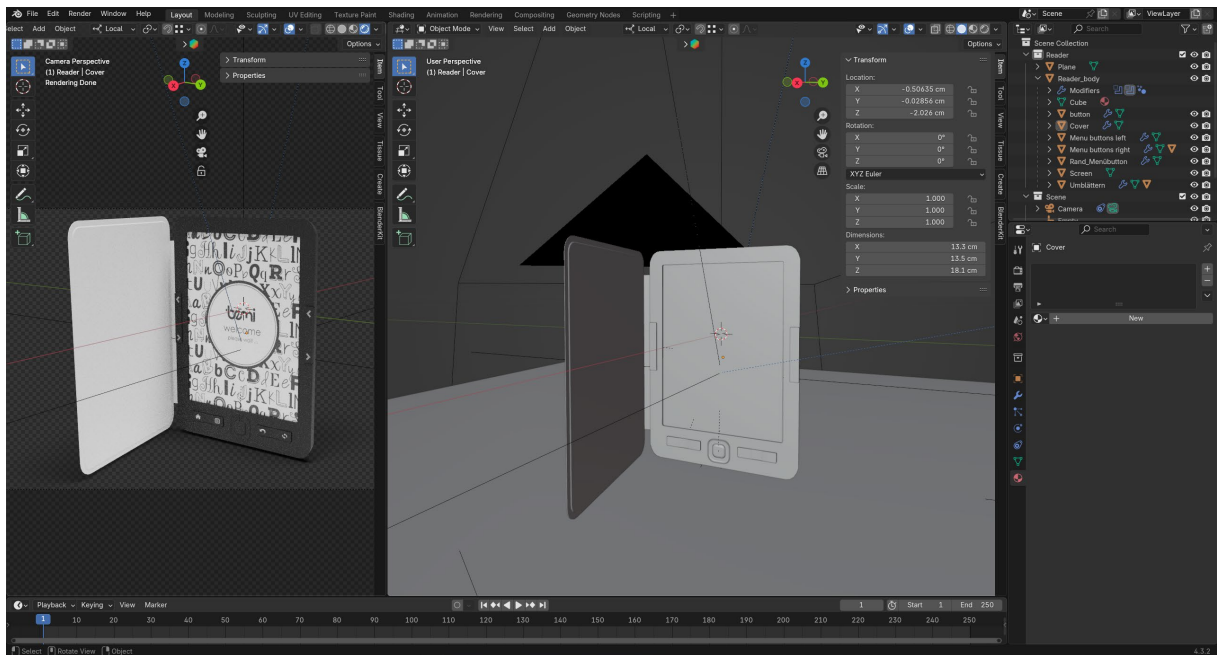 File Edit Render Window Help Layout Modeling Sculpting UV Editing Texture Paint Shading Animation Rendering Compositing Geometry Nodes Scripting +
Scene
ViewLayer
elect Add Object Local
Options
Camera Perspective
(1) Reader | Cover
Rendering Done
Transform
Properties
Item
Tool
View
Tissue
Create
BlenderKit
welcome
Object Mode View Select Add Object Local
Options
User Perspective
(1) Reader | Cover
Transform
Location:
X -0.50635 cm
Y -0.02856 cm
Z -2.026 cm
Rotation:
X 0°
Y 0°
Z 0°
XYZ Euler
Scale:
X 1.000
Y 1.000
Z 1.000
Dimensions:
X 13.3 cm
Y 13.5 cm
Z 18.1 cm
Properties
Item
Tool
View
Tissue
Create
BlenderKit
Search
Scene Collection
Reader
Plane
Reader_body
Modifiers
Cube
button
Cover
Menu buttons left
Menu buttons right
Rand_Menübutton
Screen
Umblättern
Scene
Camera
Search
Cover
+ New
Playback Keying View Marker
1 Start 1 End 250
1 10 20 30 40 50 60 70 80 90 100 110 120 130 140 150 160 170 180 190 200 210 220 230 240 250
Select Rotate View Object
4.3.2